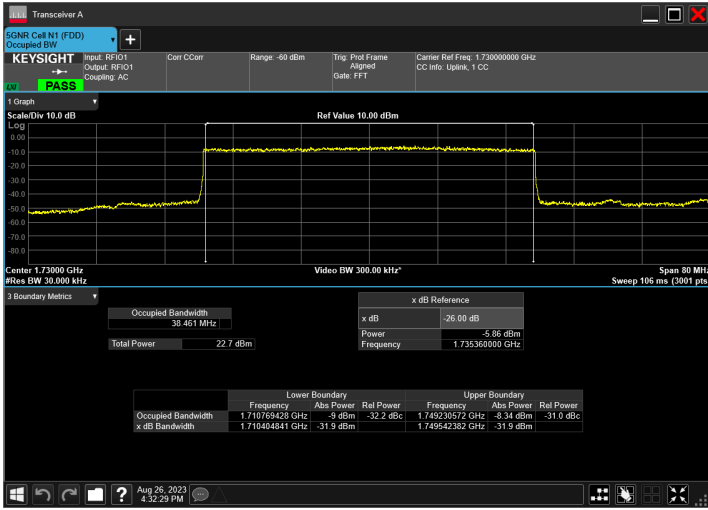 Transceiver A
5GNR Cell N1 (FDD)
Occupied BW
KEYSIGHT
PASS
Input: RFIO1
Output: RFIO1
Coupling: AC
Corr CCorr
Range: -60 dBm
Trig: Prot Frame
Aligned
Gate: FFT
Carrier Ref Freq: 1.730000000 GHz
CC Info: Uplink, 1 CC
1 Graph
Scale/Div 10.0 dB
Ref Value 10.00 dBm
Log
0.00
-10.0
-20.0
-30.0
-40.0
-50.0
-60.0
-70.0
-80.0
Center 1.73000 GHz
Video BW 300.00 kHz*
Span 80 MHz
#Res BW 30.000 kHz
Sweep 106 ms (3001 pts
3 Boundary Metrics
Occupied Bandwidth
38.461 MHz
Total Power 22.7 dBm
x dB Reference
x dB -26.00 dB
Power -5.86 dBm
Frequency 1.735360000 GHz
Lower Boundary Upper Boundary
Frequency Abs Power Rel Power Frequency Abs Power Rel Power
Occupied Bandwidth 1.710769428 GHz -9 dBm -32.2 dBc 1.749230572 GHz -8.34 dBm -31.0 dBc
x dB Bandwidth 1.710404841 GHz -31.9 dBm 1.749542382 GHz -31.9 dBm
?
Aug 26, 2023
4:32:29 PM